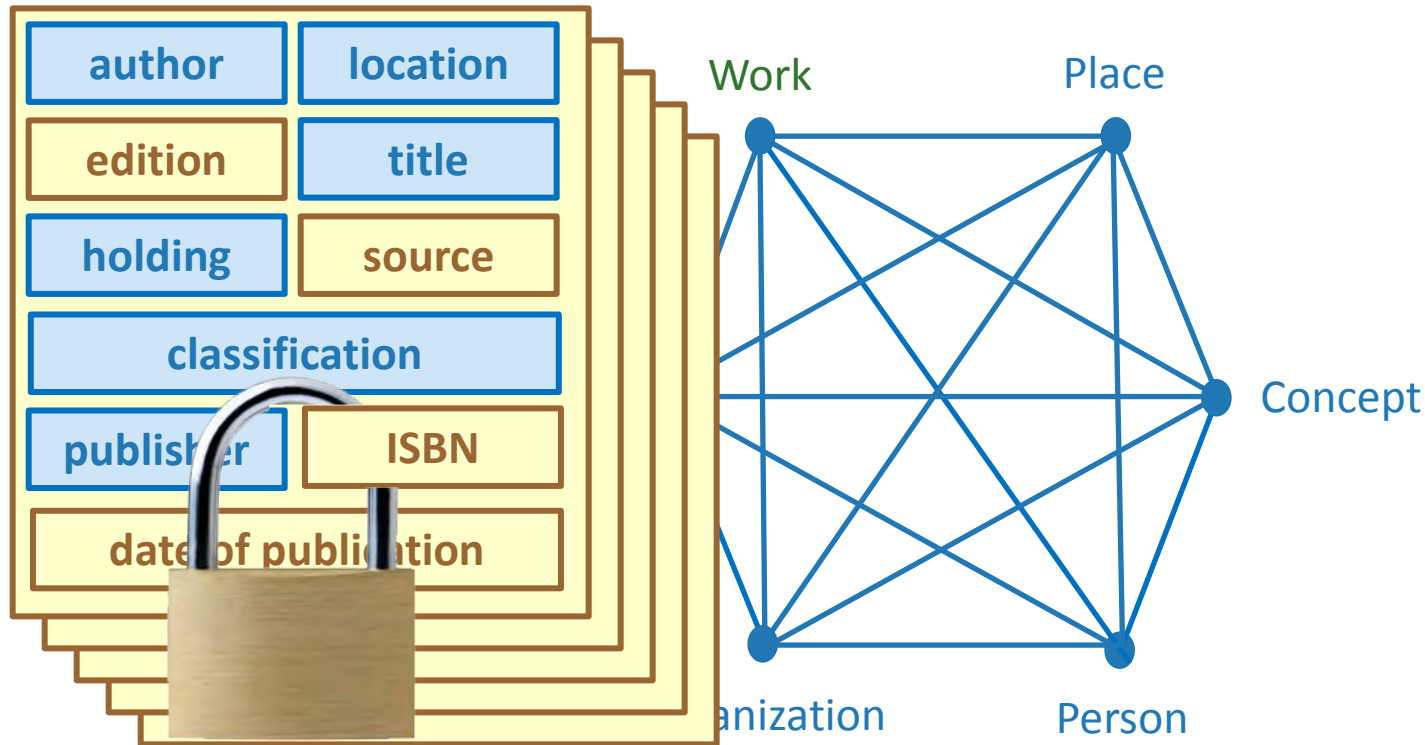 author location
edition title
holding source
classification
publisher ISBN
date of publication
Work Place
Concept
anization Person